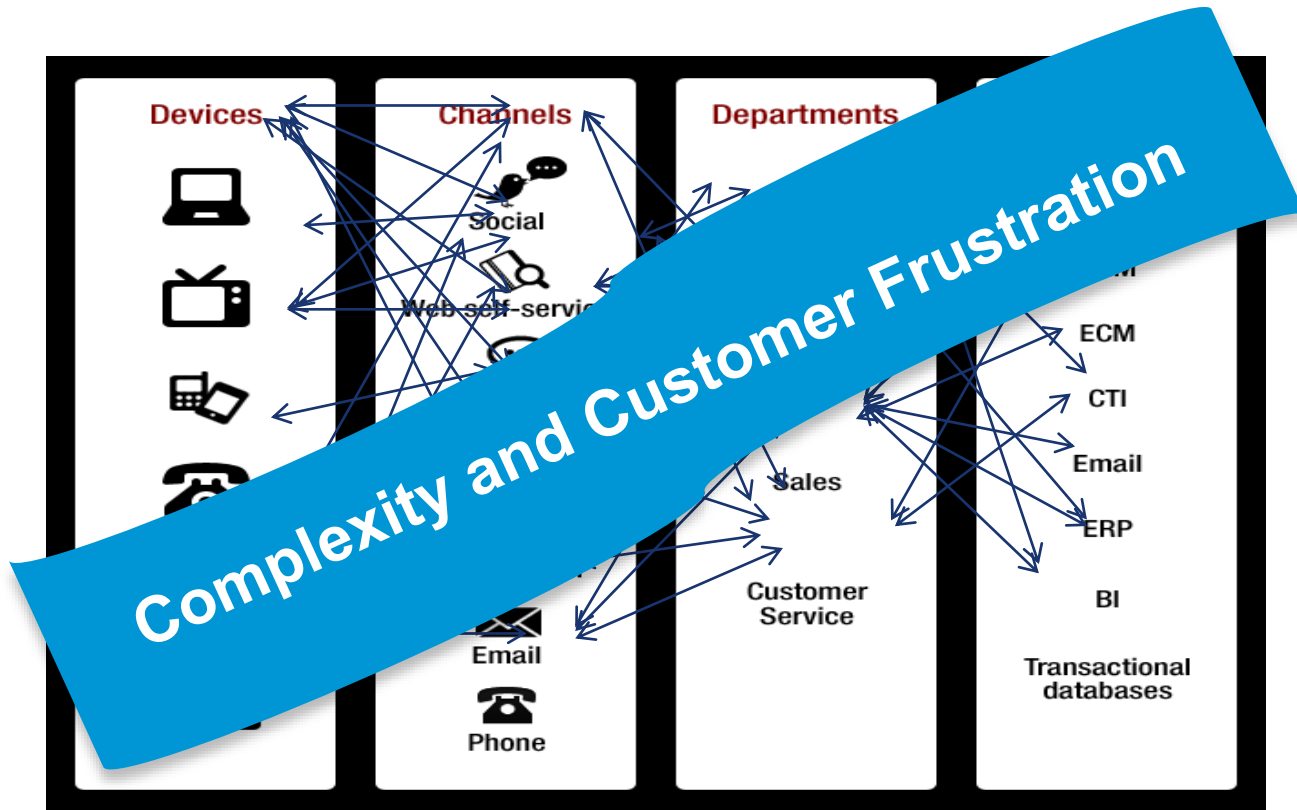 Devices
Channels
Social
Web self-servi
Email
Phone
Departments
Sales
Customer
Service
ECM
CTI
Email
ERP
BI
Transactional
databases
Complexity and Customer Frustration